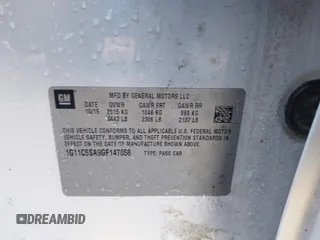 GM
MFD BY GENERAL MOTORS LLC
DATE GVWR GAWR FRT GAWR RR
10/15 2015 KG 1046 KG 969 KG
4443 LB 2306 LB 2137 LB
THIS VEHICLE CONFORMS TO ALL APPLICABLE U.S. FEDERAL MOTOR VEHICLE SAFETY, BUMPER, AND THEFT PREVENTION STANDARDS IN EFFECT ON THE DATE OF MANUFACTURE SHOWN ABOVE.
1G11C5SA9GF147058 TYPE: PASS CAR
DREAMBID